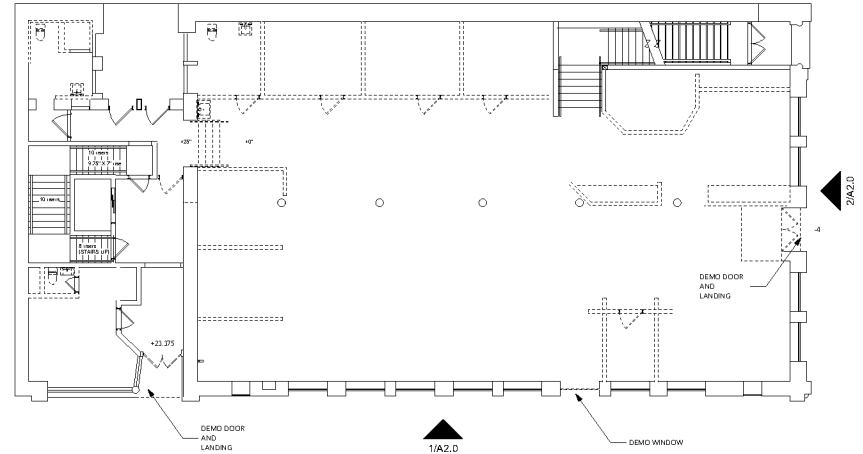 +28"
+0"
10 risers
9.75" X 7" rise
10 risers
8 risers
(STAIRS UP)
+23.375
2/A2.0
-4
DEMO DOOR
AND
LANDING
DEMO DOOR
AND
LANDING
1/A2.0
DEMO WINDOW